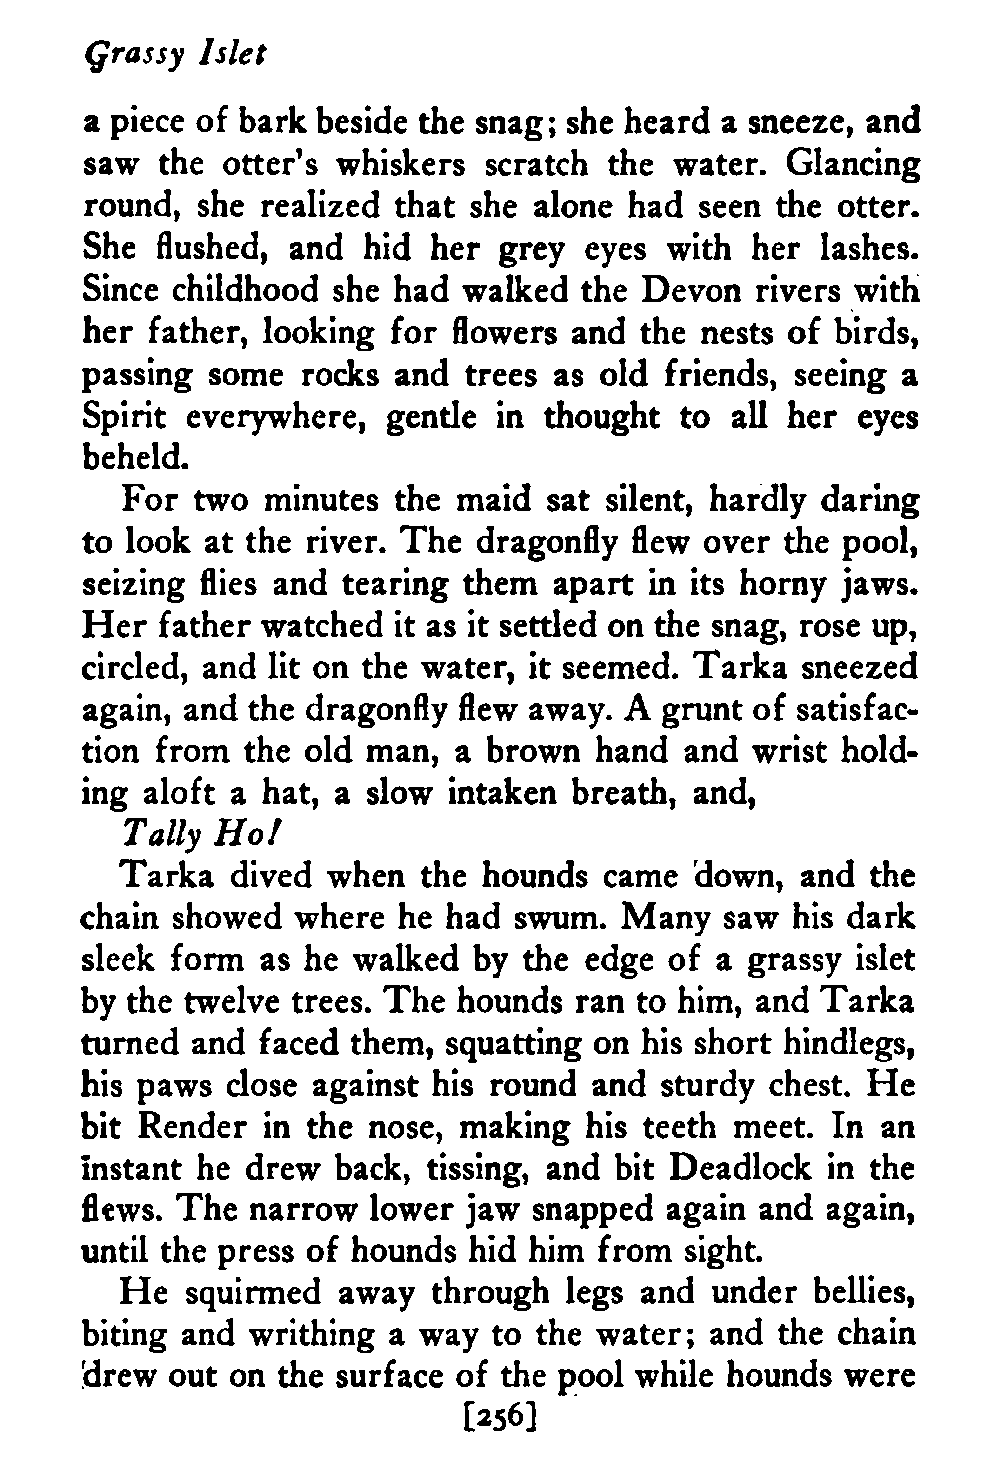 Grassy Islet
a piece of bark beside the snag; she heard a sneeze, and
saw the otter's whiskers scratch the water. Glancing
round, she realized that she alone had seen the otter.
She flushed, and hid her grey eyes with her lashes.
Since childhood she had walked the Devon rivers with
her father, looking for flowers and the nests of birds,
passing some rocks and trees as old friends, seeing a
Spirit everywhere, gentle in thought to all her eyes
beheld.
For two minutes the maid sat silent, hardly daring
to look at the river. The dragonfly flew over the pool,
seizing flies and tearing them apart in its horny jaws.
Her father watched it as it settled on the snag, rose up,
circled, and lit on the water, it seemed. Tarka sneezed
again, and the dragonfly flew away. A grunt of satisfac-
tion from the old man, a brown hand and wrist hold-
ing aloft a hat, a slow intaken breath, and,
Tally Ho!
Tarka dived when the hounds came down, and the
chain showed where he had swum. Many saw his dark
sleek form as he walked by the edge of a grassy islet
by the twelve trees. The hounds ran to him, and Tarka
turned and faced them, squatting on his short hindlegs,
his paws close against his round and sturdy chest. He
bit Render in the nose, making his teeth meet. In an
instant he drew back, tissing, and bit Deadlock in the
flews. The narrow lower jaw snapped again and again,
until the press of hounds hid him from sight.
He squirmed away through legs and under bellies,
biting and writhing a way to the water; and the chain
drew out on the surface of the pool while hounds were
[256]